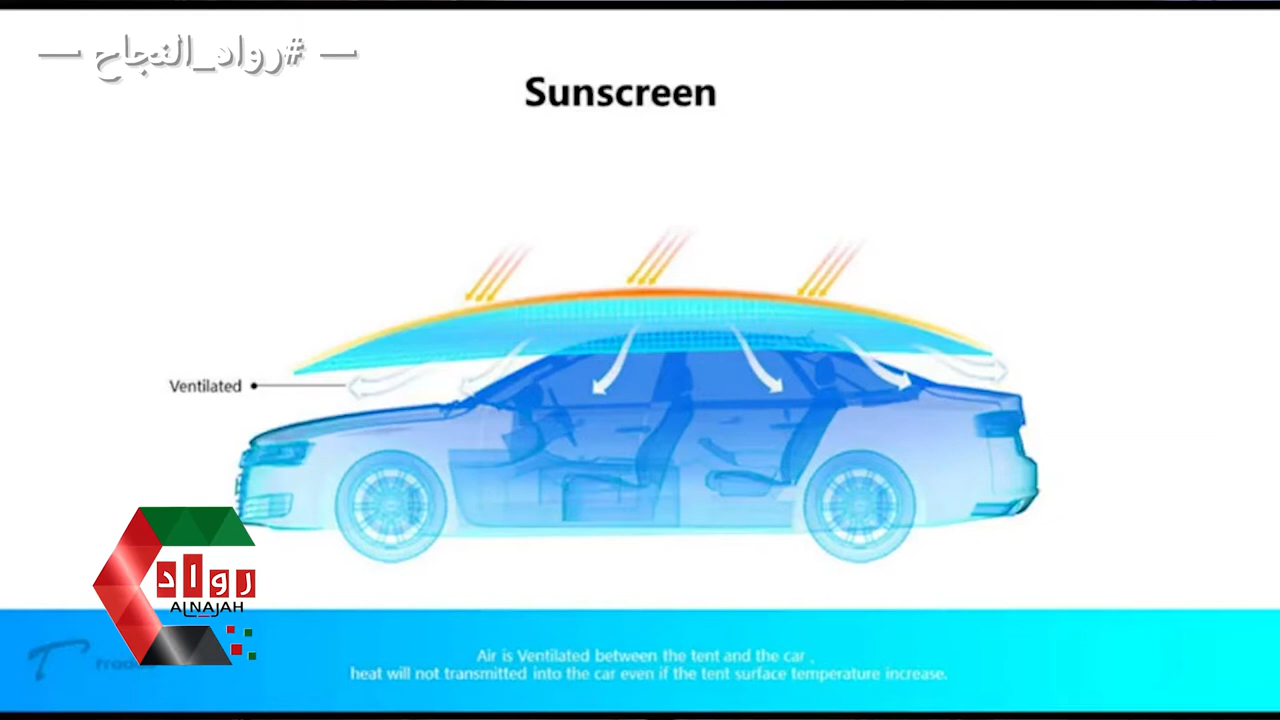 — #رواد_النجاح —
Sunscreen
Ventilated
رواد
ALNAJAH
Air is Ventilated between the tent and the car .
heat will not transmitted into the car even if the tent surface temperature increase.